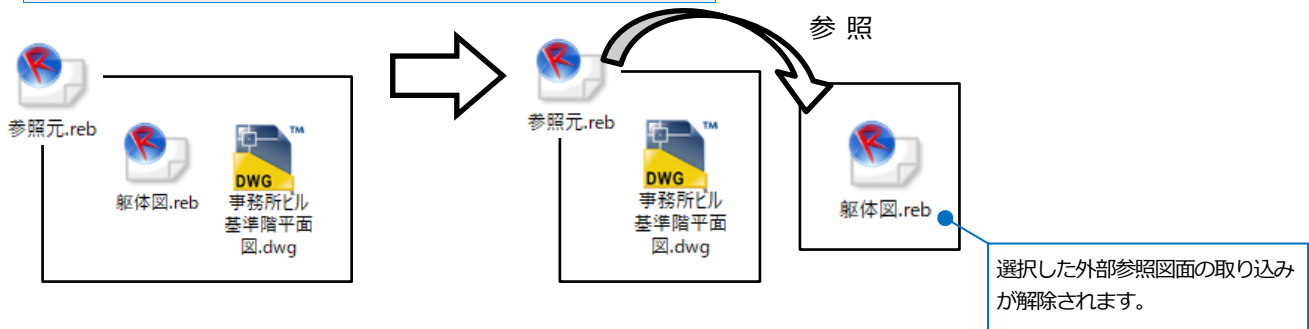 参 照
参照元.reb
躯体図.reb
DWG
TM
事務所ビル
基準階平面
図.dwg
参照元.reb
DWG
TM
事務所ビル
基準階平面
図.dwg
躯体図.reb
選択した外部参照図面の取り込み
が解除されます。